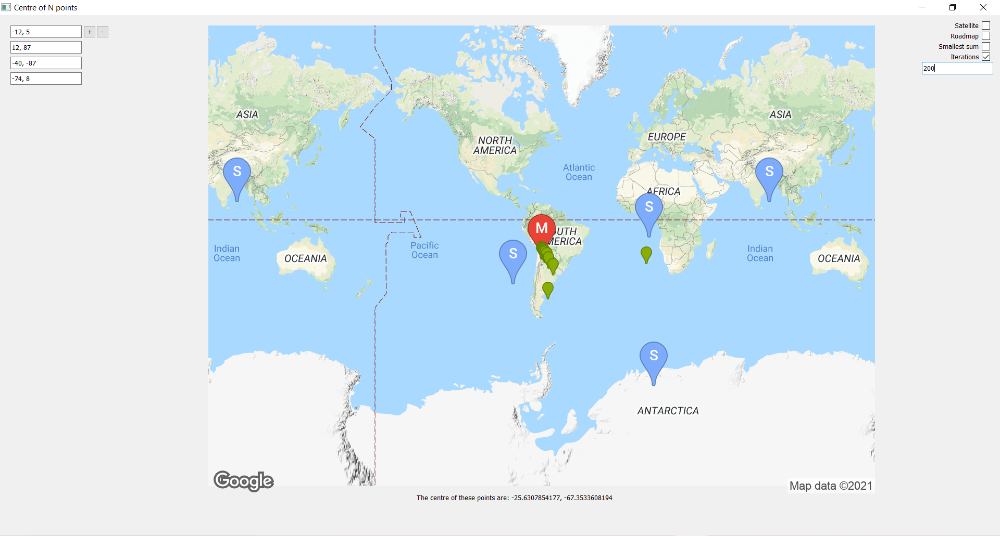 Centre of N points
-12, 5
+ -
12, 87
-40, -87
-74, 8
Satellite
Roadmap
Smallest sum
Iterations
200
ASIA
ASIA
EUROPE
NORTH
AMERICA
Atlantic
Ocean
S
S
AFRICA
S
M
OUTH
MERICA
Indian
Ocean
OCEANIA
Pacific
Ocean
S
Indian
Ocean
OCEANIA
S
ANTARCTICA
Google
Map data ©2021
The centre of these points are: -25.6307854177, -67.3533608194